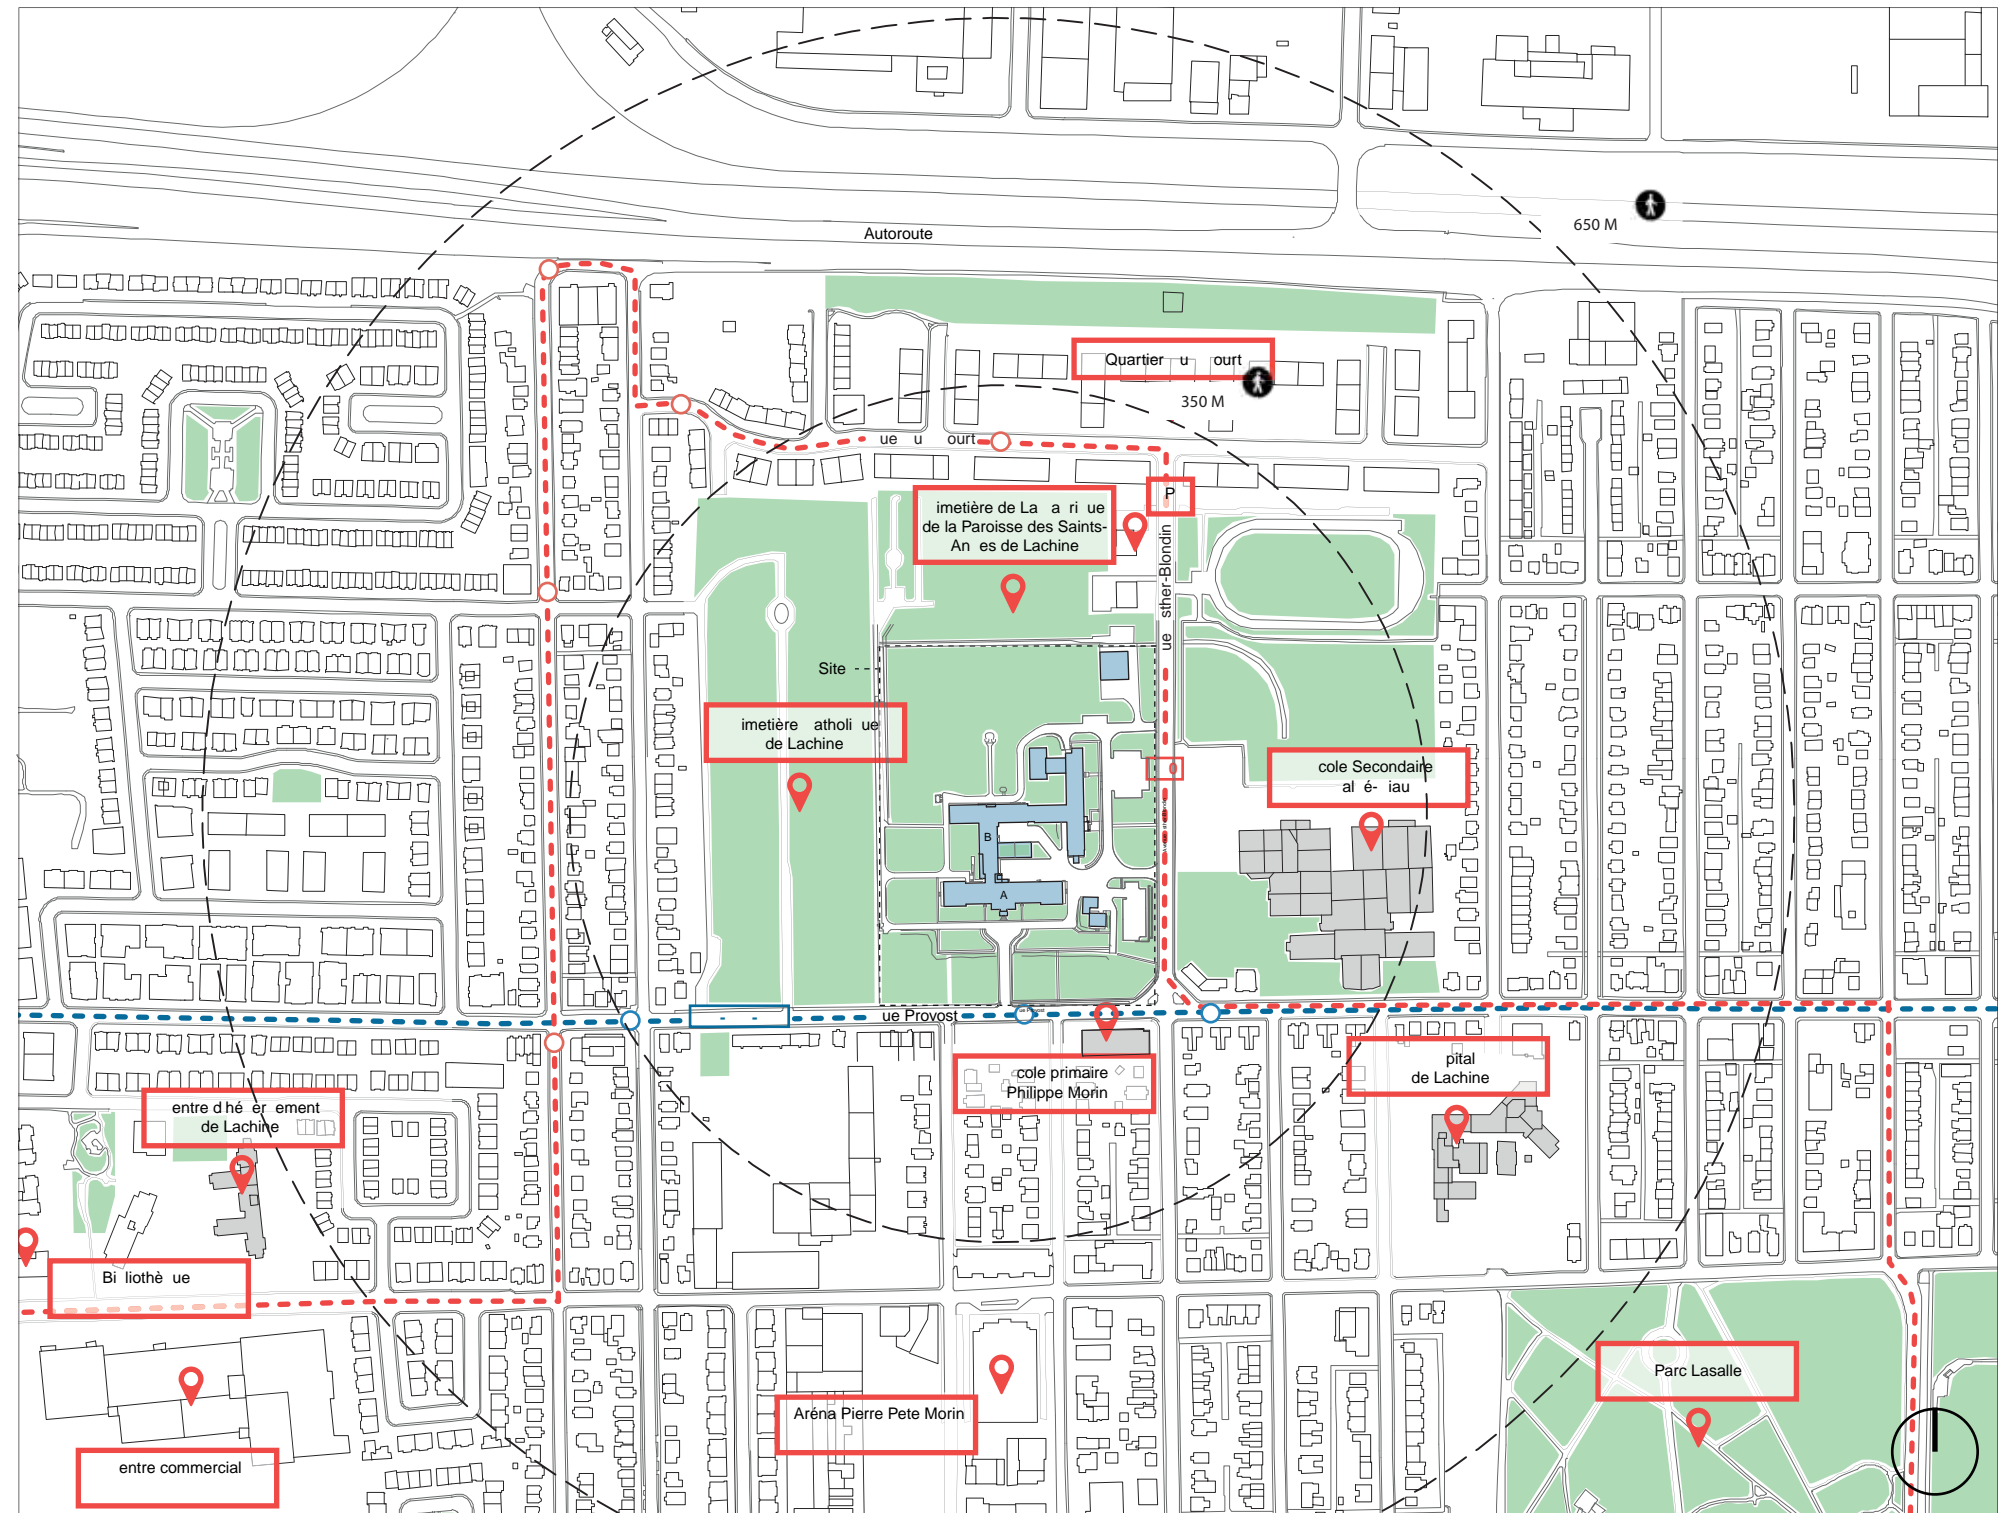 650 M
Autoroute
Quartier u ourt
350 M
ue u ourt
P
imetière de La a ri ue
de la Paroisse des Saints-
An es de Lachine
ue sther-Blondin
Site
imetière atholi ue
de Lachine
0
cole Secondaire
al é- iau
B
A
- -
ue Provost
ue Provost
cole primaire
Philippe Morin
pital
de Lachine
entre d hé er ement
de Lachine
Bi liothè ue
Parc Lasalle
Aréna Pierre Pete Morin
entre commercial